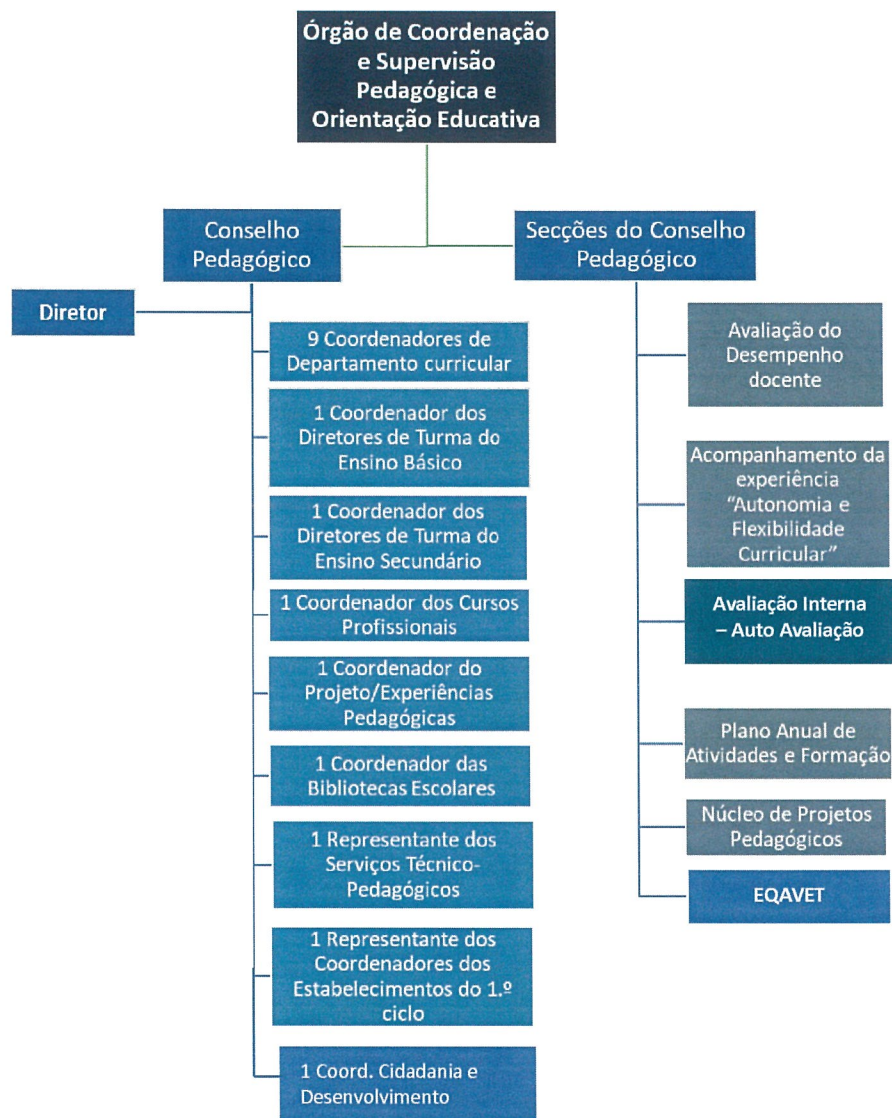 Órgão de Coordenação
e Supervisão
Pedagógica e
Orientação Educativa
Conselho
Pedagógico
Secções do Conselho
Pedagógico
Diretor
9 Coordenadores de
Departamento curricular
1 Coordenador dos
Diretores de Turma do
Ensino Básico
1 Coordenador dos
Diretores de Turma do
Ensino Secundário
1 Coordenador dos Cursos
Profissionais
1 Coordenador do
Projeto/Experiências
Pedagógicas
1 Coordenador das
Bibliotecas Escolares
1 Representante dos
Serviços Técnico-
Pedagógicos
1 Representante dos
Coordenadores dos
Estabelecimentos do 1.º
ciclo
1 Coord. Cidadania e
Desenvolvimento
Avaliação do
Desempenho
docente
Acompanhamento da
experiência
“Autonomia e
Flexibilidade
Curricular”
Avaliação Interna
– Auto Avaliação
Plano Anual de
Atividades e Formação
Núcleo de Projetos
Pedagógicos
EQAVET